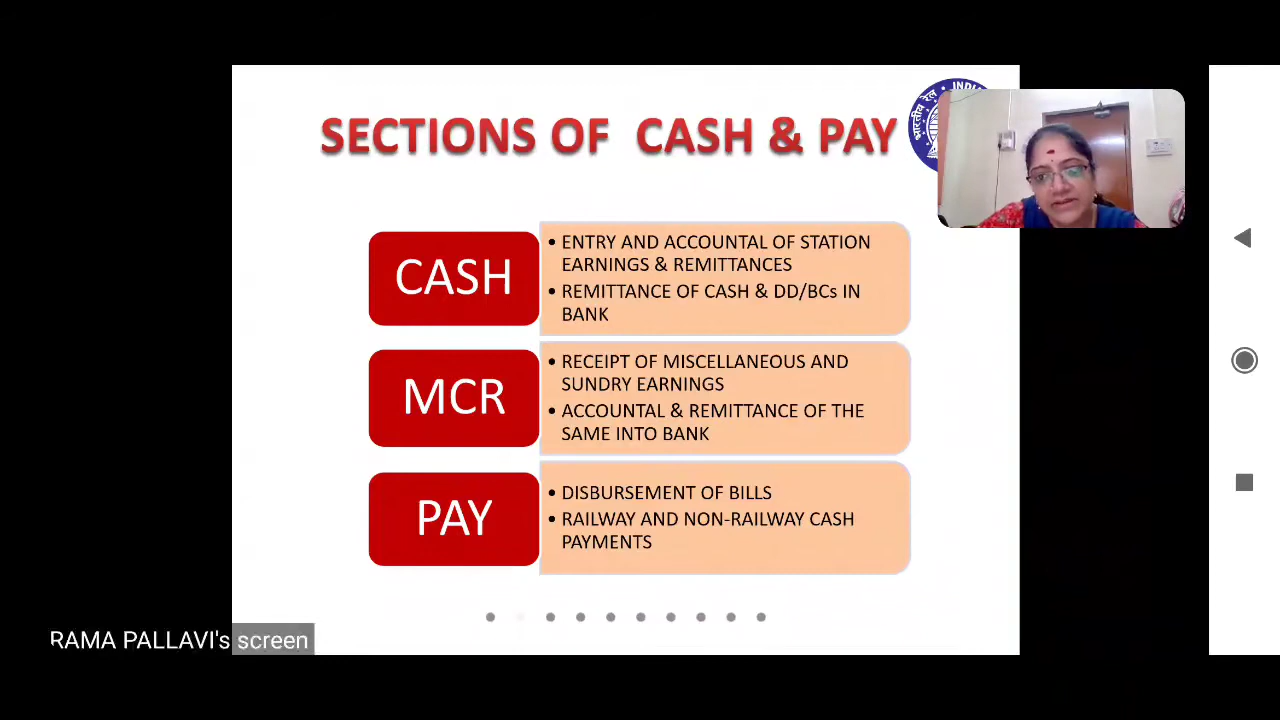 SECTIONS OF CASH & PAY
भारतीय रेल
INDIA
CASH
• ENTRY AND ACCOUNTAL OF STATION
EARNINGS & REMITTANCES
• REMITTANCE OF CASH & DD/BCs IN
BANK
MCR
• RECEIPT OF MISCELLANEOUS AND
SUNDRY EARNINGS
• ACCOUNTAL & REMITTANCE OF THE
SAME INTO BANK
PAY
• DISBURSEMENT OF BILLS
• RAILWAY AND NON-RAILWAY CASH
PAYMENTS
RAMA PALLAVI's screen